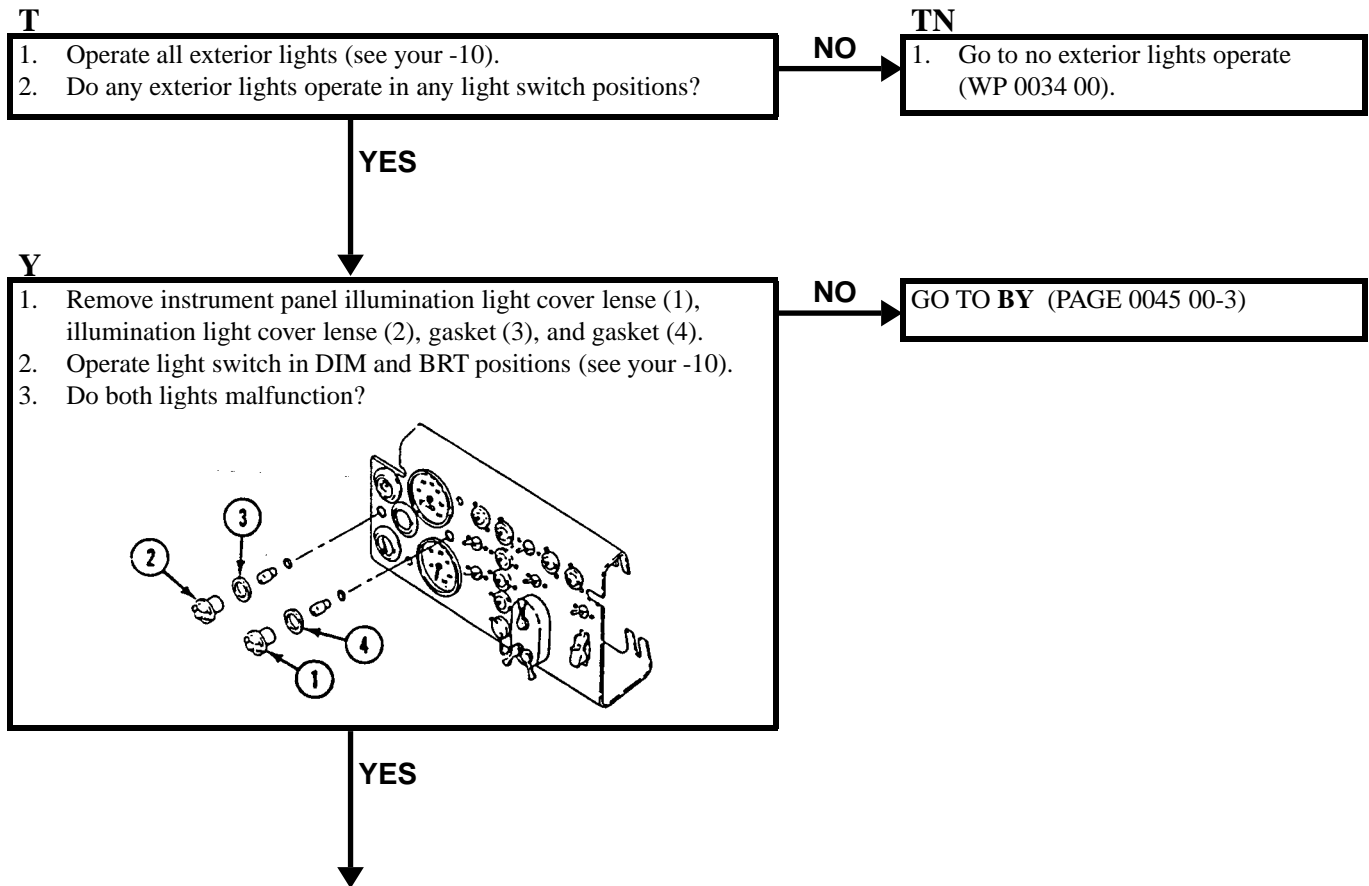 T
1. Operate all exterior lights (see your -10).
2. Do any exterior lights operate in any light switch positions?
NO
TN
1. Go to no exterior lights operate
(WP 0034 00).
YES
Y
1. Remove instrument panel illumination light cover lense (1),
illumination light cover lense (2), gasket (3), and gasket (4).
2. Operate light switch in DIM and BRT positions (see your -10).
3. Do both lights malfunction?
NO
GO TO BY (PAGE 0045 00-3)
3
2
4
1
YES